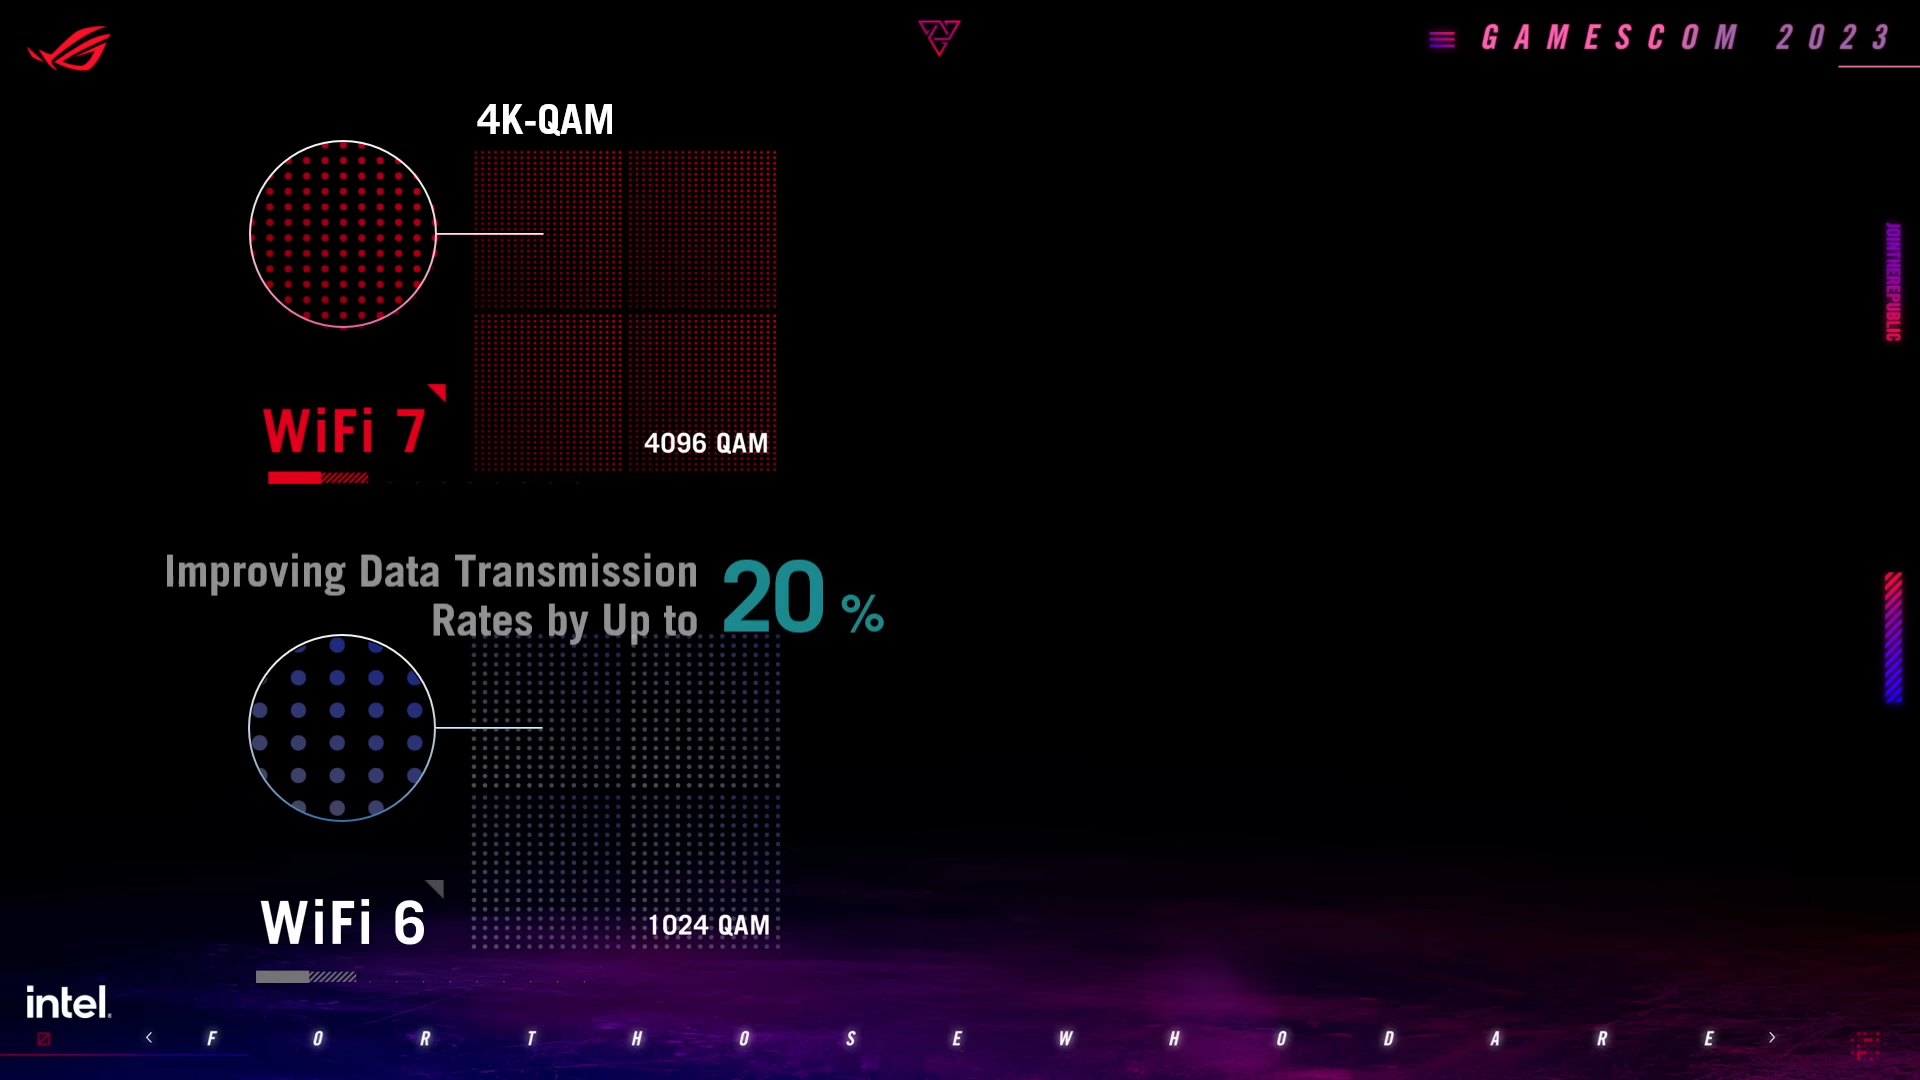 GAMESCOM 2023
4K-QAM
JOINTHEREPUBLIC
WiFi 7
4096 QAM
Improving Data Transmission
Rates by Up to
20 %
WiFi 6
1024 QAM
intel.
< F O R T H O S E W H O D A R E >